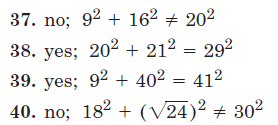 37. no; 9² + 16² ≠ 20²
38. yes; 20² + 21² = 29²
39. yes; 9² + 40² = 41²
40. no; 18² + (√24)² ≠ 30²